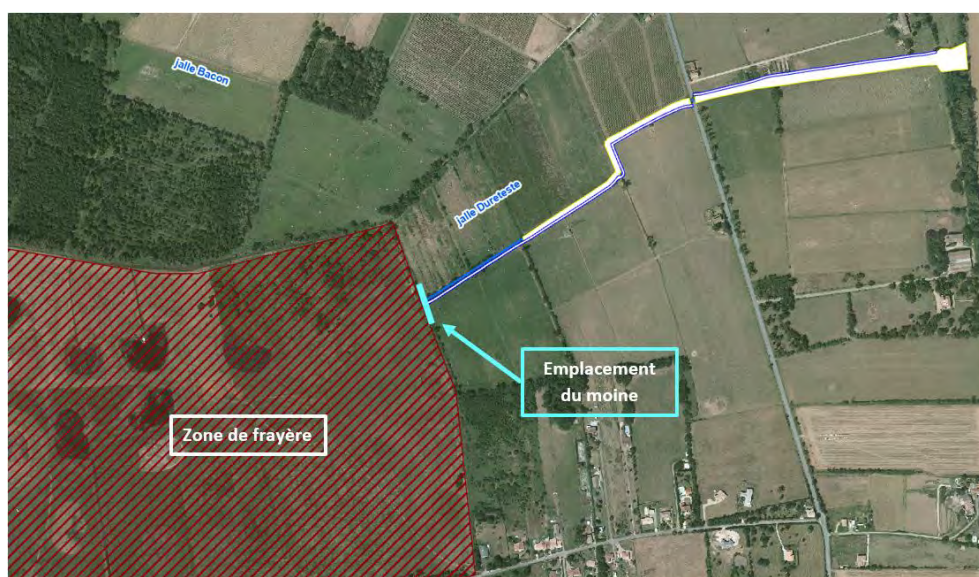 jalle Bacon
jalle Dureteste
Emplacement
du moine
Zone de frayère